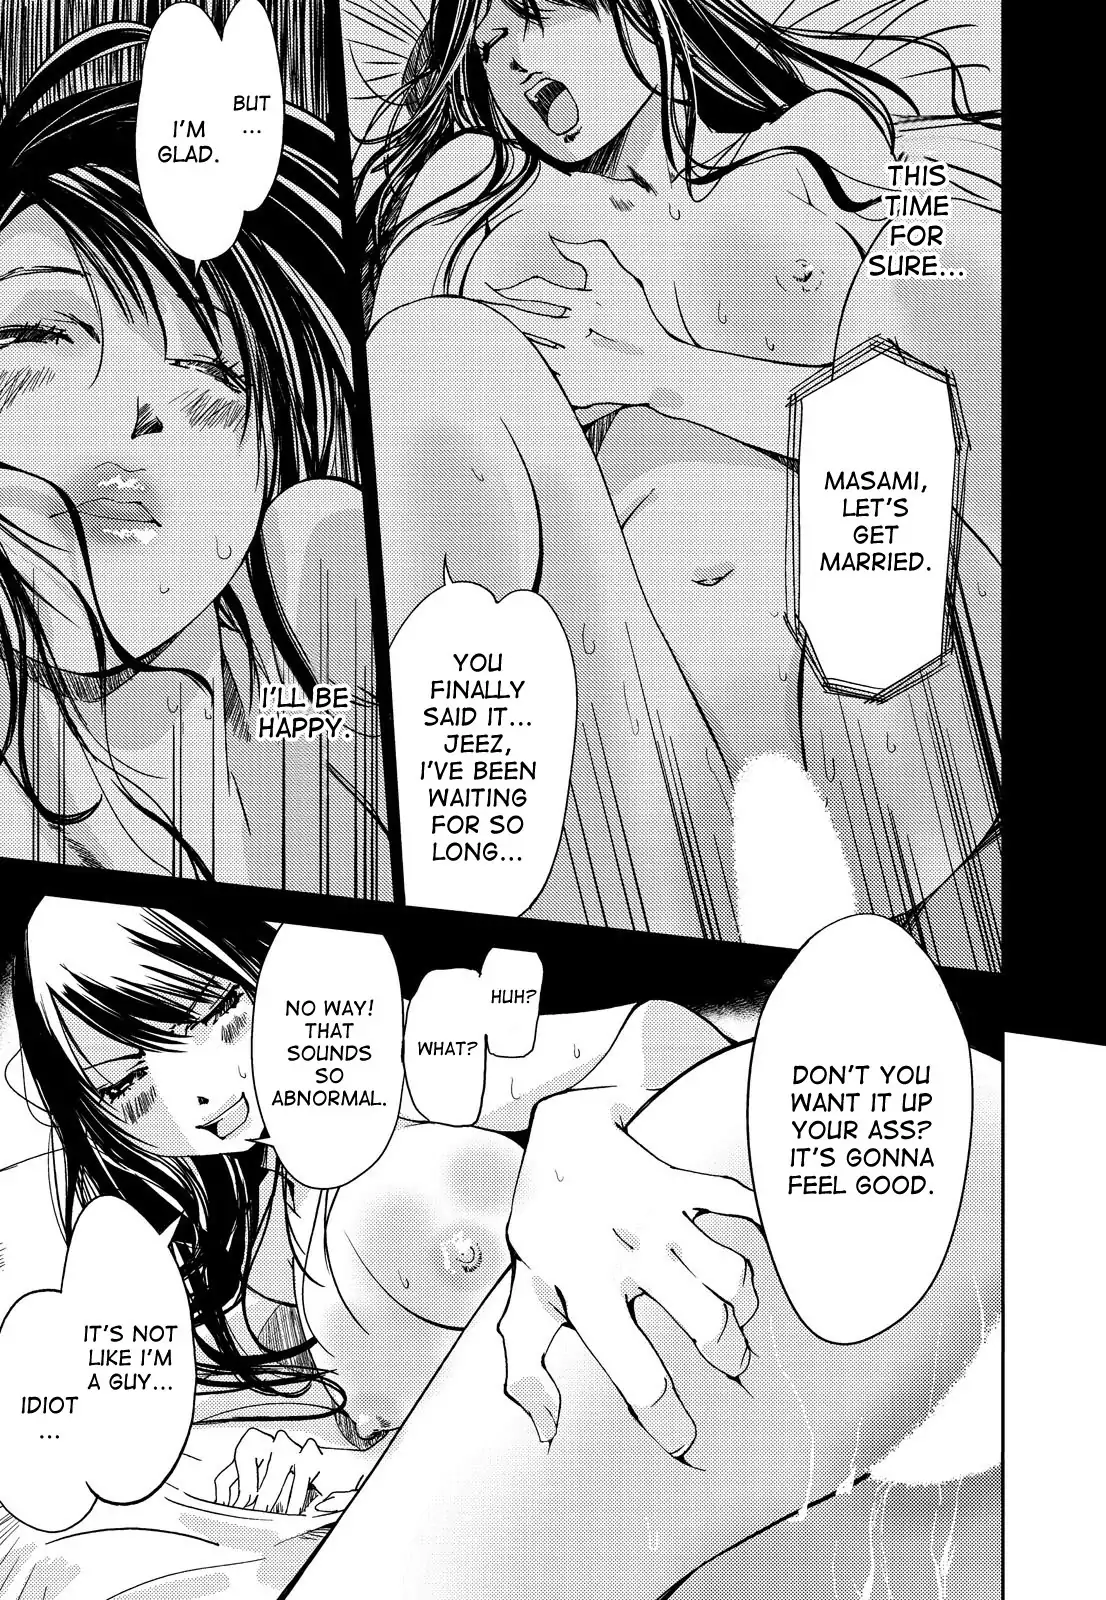 THIS
TIME
FOR
SURE...
MASAMI,
LET'S
GET
MARRIED.
YOU
FINALLY
SAID IT...
JEEZ,
I'VE BEEN
WAITING
FOR SO
LONG...
BUT
...
I'M
GLAD.
I'LL BE
HAPPY.
DON'T YOU
WANT IT UP
YOUR ASS?
IT'S GONNA
FEEL GOOD.
HUH?
WHAT?
NO WAY!
THAT
SOUNDS
SO
ABNORMAL.
IT'S NOT
LIKE I'M
A GUY...
IDIOT
...